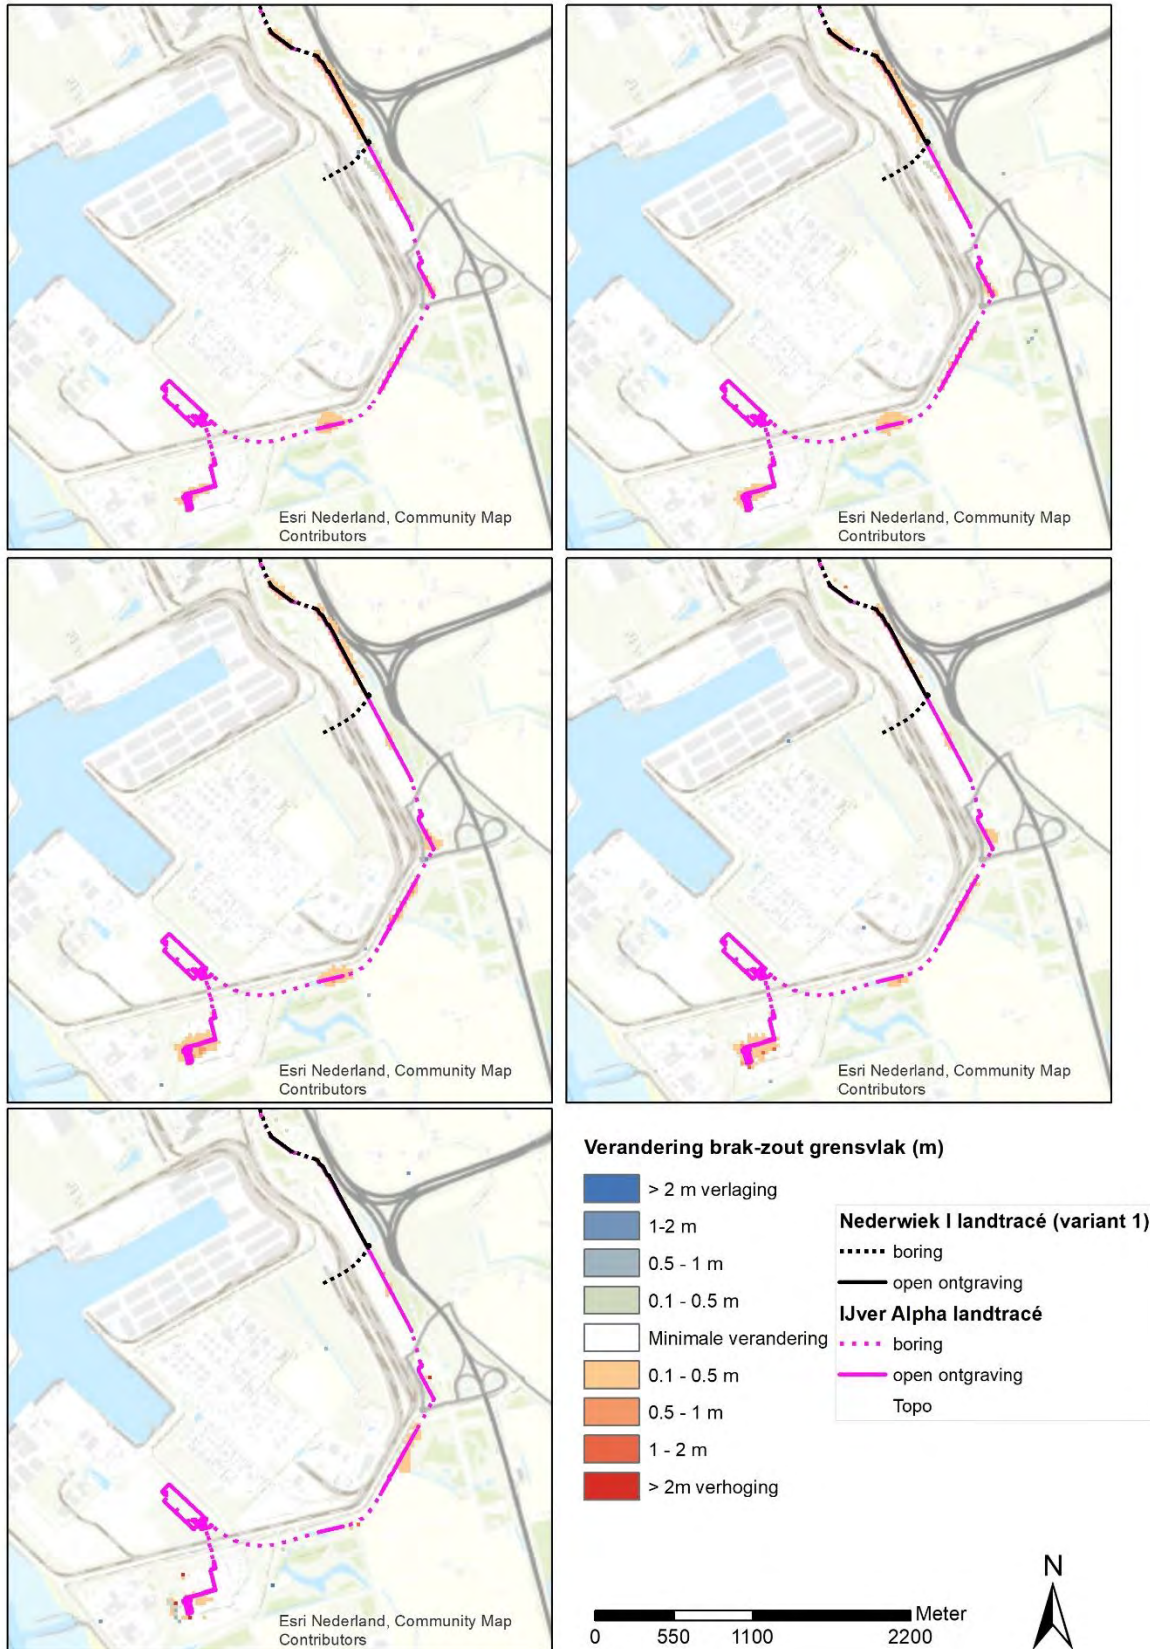 Esri Nederland, Community Map
Contributors
Esri Nederland, Community Map
Contributors
Esri Nederland, Community Map
Contributors
Esri Nederland, Community Map
Contributors
Esri Nederland, Community Map
Contributors
Verandering brak-zout grensvlak (m)
> 2 m verlaging
1-2 m
0.5 - 1 m
0.1 - 0.5 m
Minimale verandering
0.1 - 0.5 m
0.5 - 1 m
1 - 2 m
> 2m verhoging
Nederwiek I landtracé (variant 1)
boring
open ontgraving
IJver Alpha landtracé
boring
open ontgraving
Topo
N
Meter
0 550 1100 2200